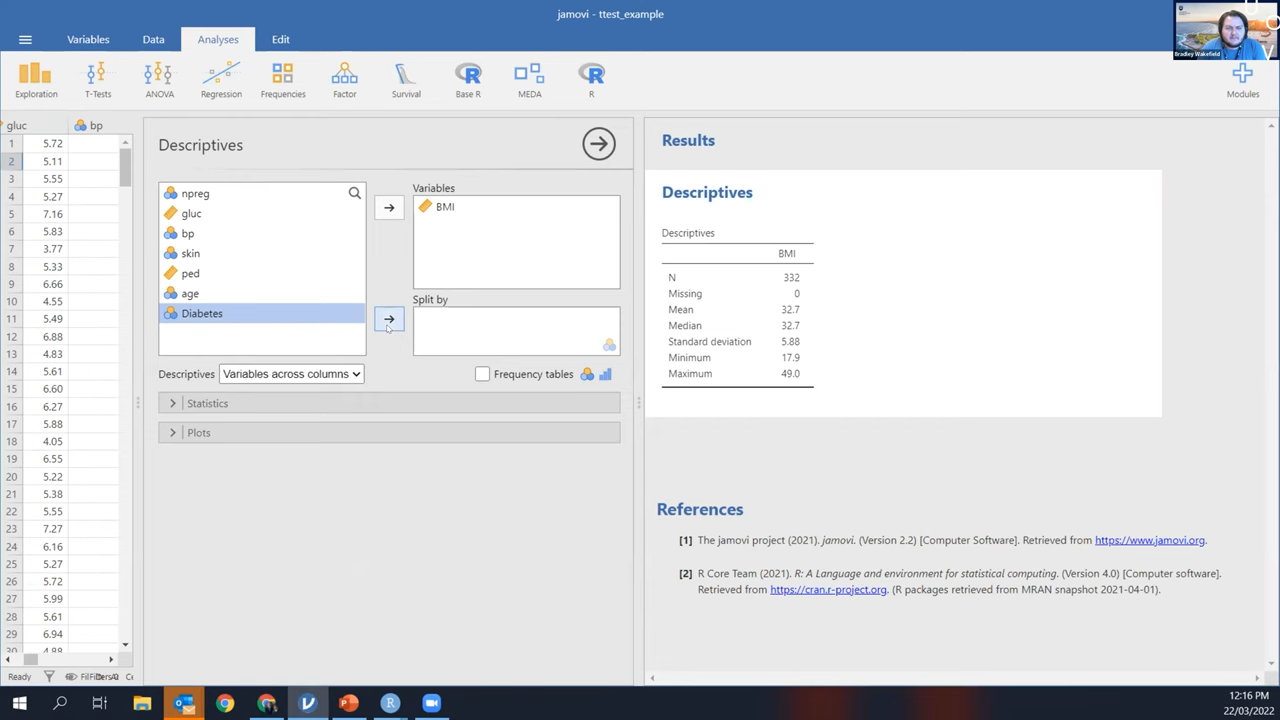 jamovi - ttest_example
Bradley Wakefield
Variables Data Analyses Edit
Exploration T-Tests ANOVA Regression Frequencies Factor Survival Base R MEDA R Modules
gluc bp
1 5.72
2 5.11
3 5.55
4 5.27
5 7.16
6 5.83
7 3.77
8 5.33
9 6.66
10 4.55
11 5.49
12 6.88
13 4.83
14 5.61
15 6.60
16 6.27
17 5.88
18 4.05
19 6.55
20 5.22
21 5.38
22 5.55
23 7.27
24 6.16
25 5.27
26 5.72
27 5.99
28 5.61
29 6.94
30 4.88
Ready
Descriptives
npreg
gluc
bp
skin
ped
age
Diabetes
Variables
BMI
Split by
Descriptives Variables across columns
Frequency tables
Statistics
Plots
Results
Descriptives
Descriptives
BMI
N 332
Missing 0
Mean 32.7
Median 32.7
Standard deviation 5.88
Minimum 17.9
Maximum 49.0
References
[1] The jamovi project (2021). jamovi. (Version 2.2) [Computer Software]. Retrieved from https://www.jamovi.org.
[2] R Core Team (2021). R: A Language and environment for statistical computing. (Version 4.0) [Computer software].
Retrieved from https://cran.r-project.org. (R packages retrieved from MRAN snapshot 2021-04-01).
12:16 PM
22/03/2022